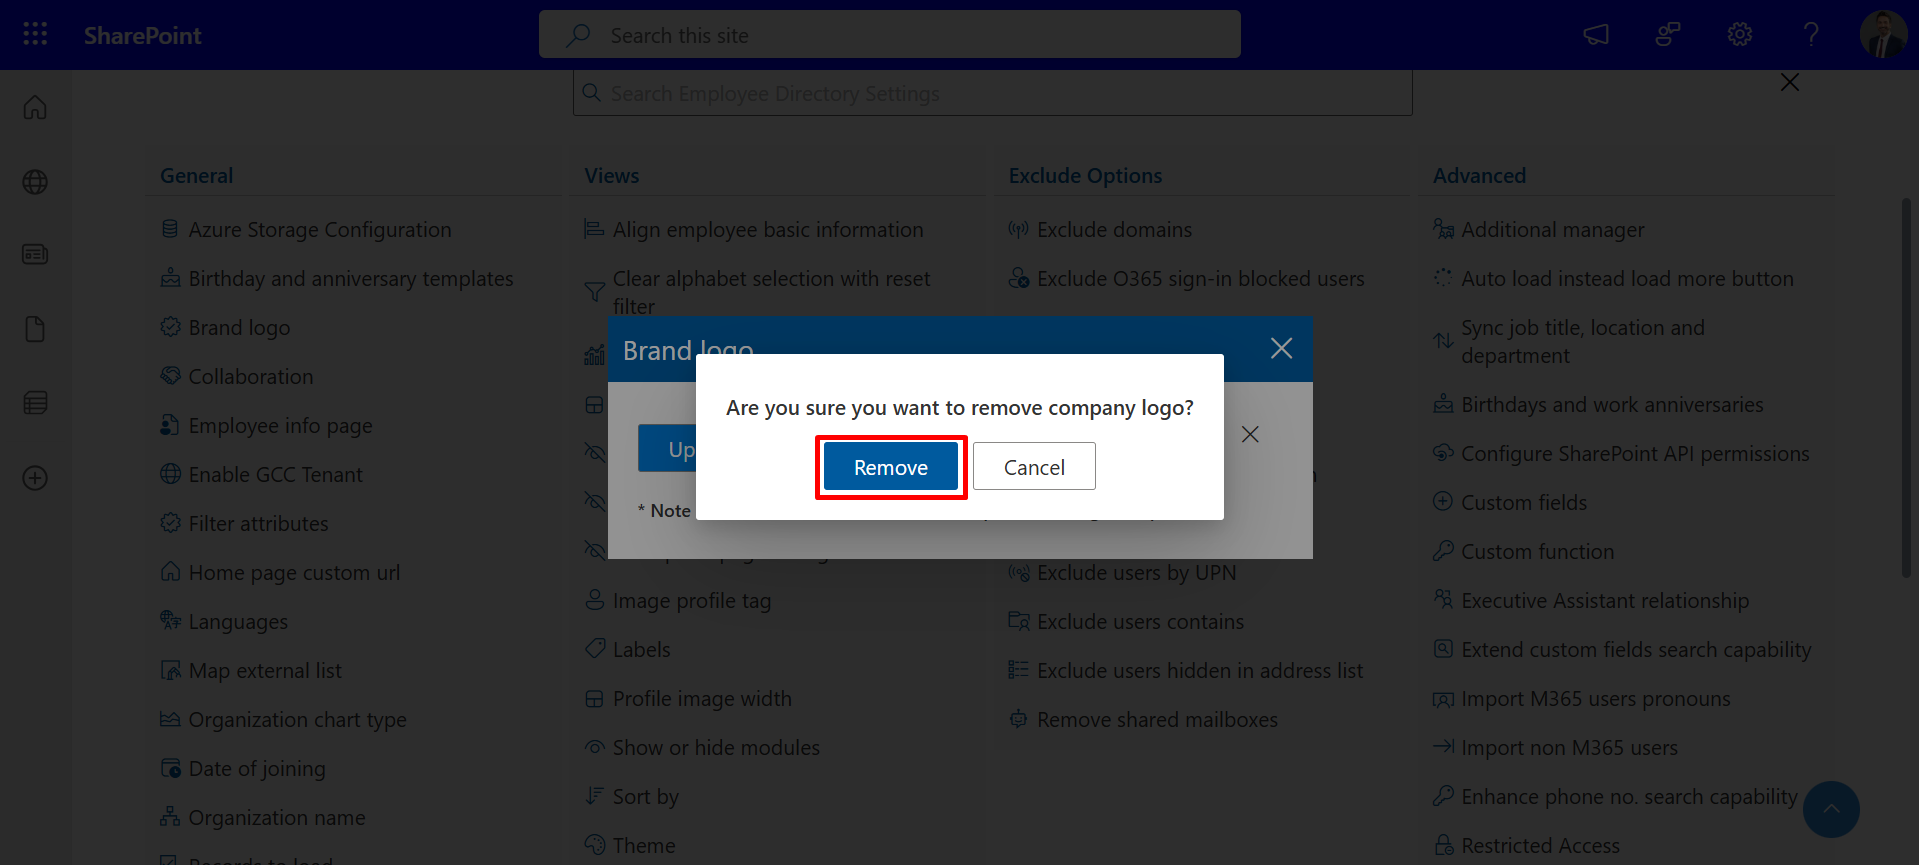 SharePoint
Search this site
Search Employee Directory Settings
General
Azure Storage Configuration
Birthday and anniversary templates
Brand logo
Collaboration
Employee info page
Enable GCC Tenant
Filter attributes
Home page custom url
Languages
Map external list
Organization chart type
Date of joining
Organization name
Records to load
Views
Align employee basic information
Clear alphabet selection with reset
filter
Image profile tag
Labels
Profile image width
Show or hide modules
Sort by
Theme
Exclude Options
Exclude domains
Exclude O365 sign-in blocked users
Exclude users by UPN
Exclude users contains
Exclude users hidden in address list
Remove shared mailboxes
Advanced
Additional manager
Auto load instead load more button
Sync job title, location and
department
Birthdays and work anniversaries
Configure SharePoint API permissions
Custom fields
Custom function
Executive Assistant relationship
Extend custom fields search capability
Import M365 users pronouns
Import non M365 users
Enhance phone no. search capability
Restricted Access
Brand logo
Up
* Note
Are you sure you want to remove company logo?
Remove
Cancel